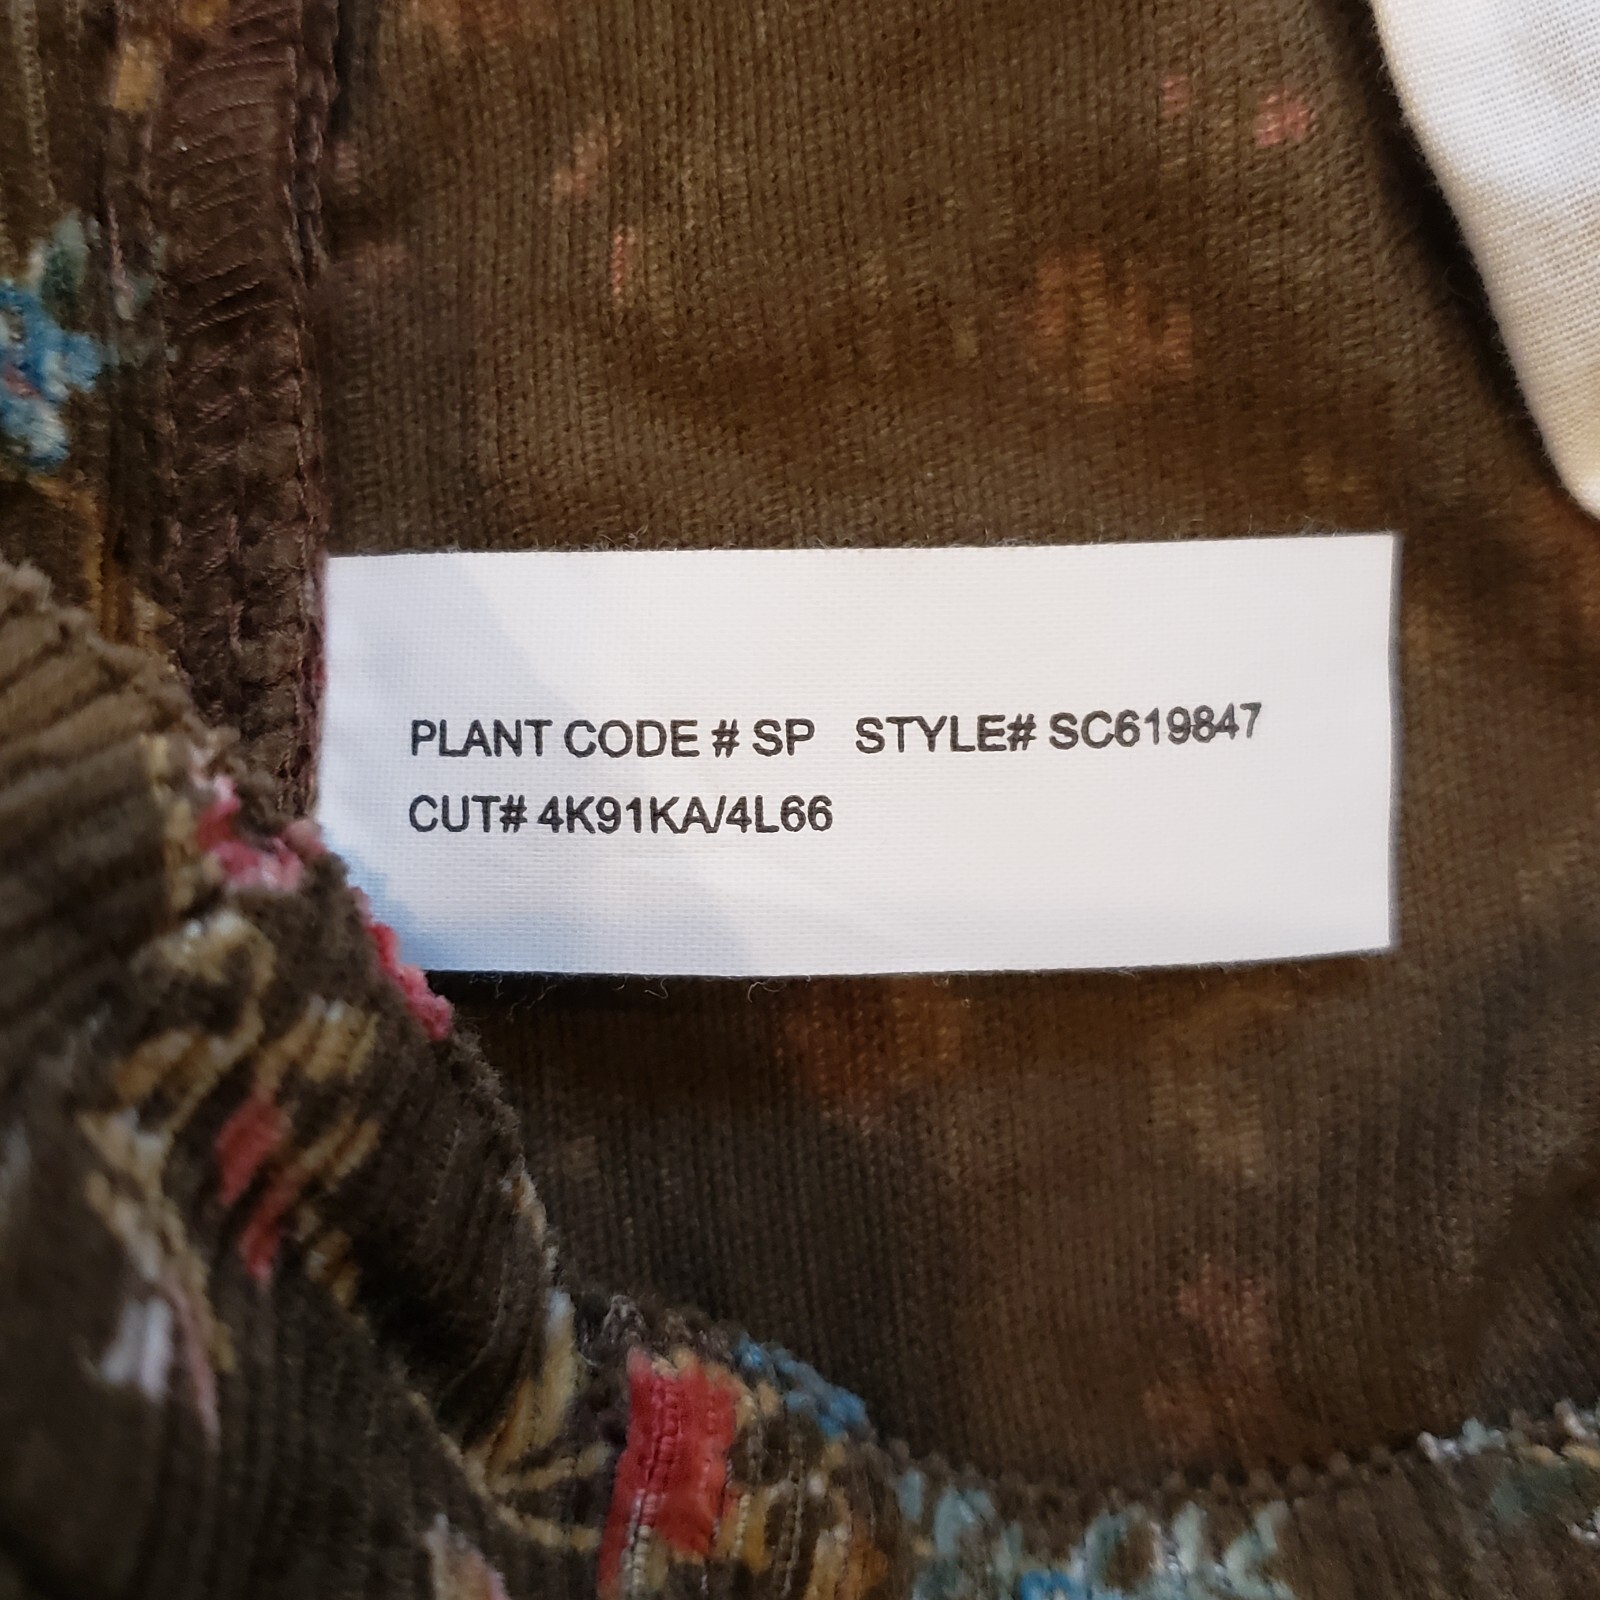 PLANT CODE # SP STYLE# SC619847
CUT# 4K91KA/4L66